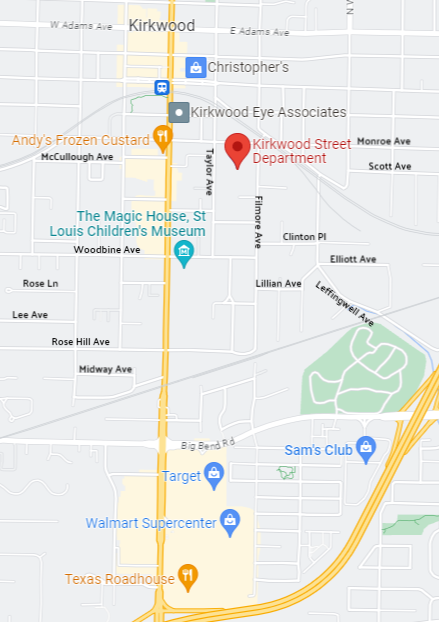 W Adams Ave
Kirkwood
E Adams Ave
Christopher's
Kirkwood Eye Associates
Andy's Frozen Custard
McCullough Ave
Taylor Ave
Kirkwood Street
Department
Monroe Ave
Scott Ave
Filmore Ave
The Magic House, St
Louis Children's Museum
Woodbine Ave
Clinton Pl
Elliott Ave
Rose Ln
Lillian Ave
Leffingwell Ave
Lee Ave
Rose Hill Ave
Midway Ave
Big Bend Rd
Sam's Club
Target
Walmart Supercenter
Texas Roadhouse